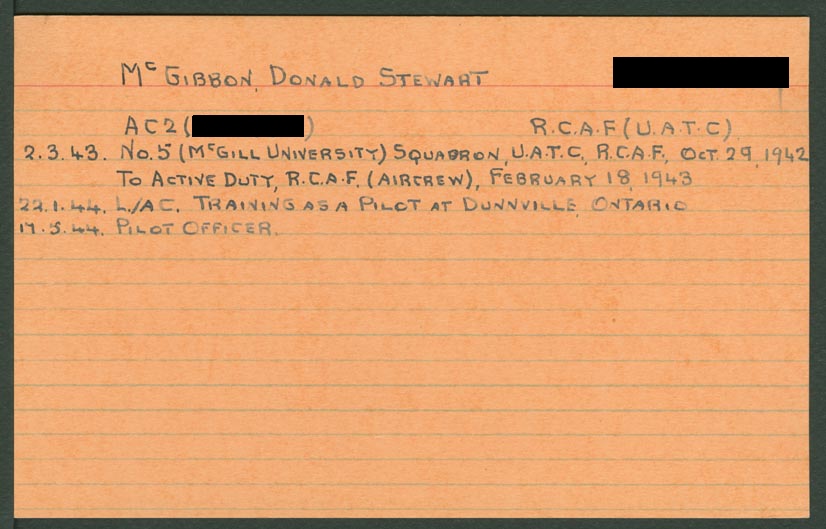 McGIBBON, DONALD STEWART
AC2 ( ) R.C.A.F (U.A.T.C)
2.3.43. No.5 (McGILL UNIVERSITY) SQUADRON, U.A.T.C, R.C.A.F, OCT 29, 1942
TO ACTIVE DUTY, R.C.A.F. (AIRCREW), FEBRUARY 18, 1943
22.1.44. L/AC. TRAINING AS A PILOT AT DUNNVILLE, ONTARIO
17.5.44. PILOT OFFICER.